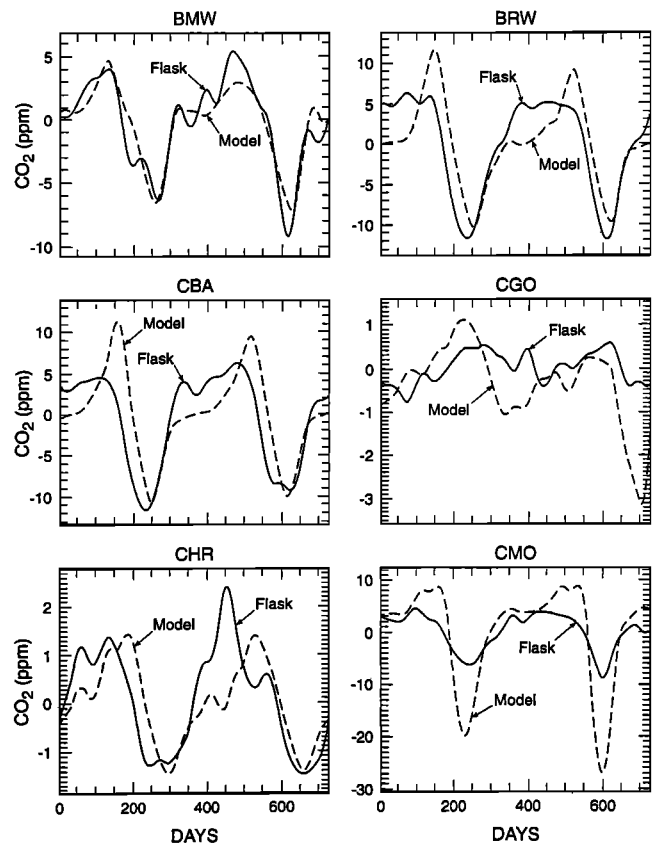 BMW
BRW
5
0
-5
-10
CO2 (ppm)
Flask
Model
10
5
0
-5
-10
Flask
Model
CBA
CGO
10
5
0
-5
-10
CO2 (ppm)
Model
Flask
1
0
-1
-2
-3
Flask
Model
CHR
CMO
2
1
0
-1
CO2 (ppm)
Model
Flask
0
200
400
600
DAYS
10
0
-10
-20
-30
Flask
Model
0
200
400
600
DAYS